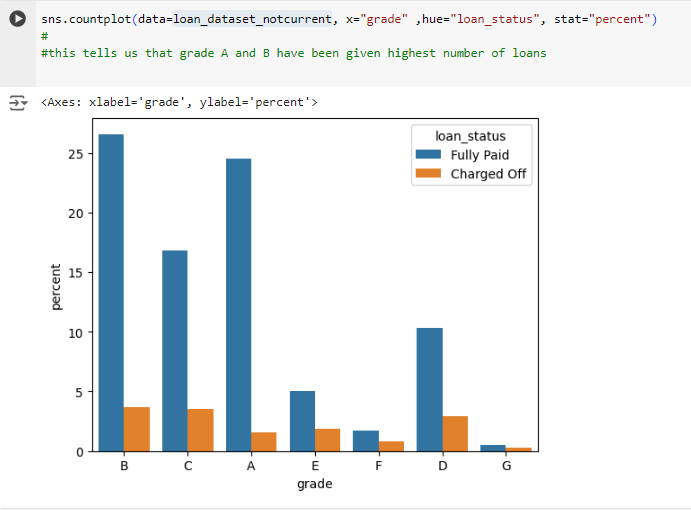 sns.countplot(data=loan_dataset_notcurrent, x="grade" ,hue="loan_status", stat="percent")
#
#this tells us that grade A and B have been given highest number of loans
<Axes: xlabel='grade', ylabel='percent'>
loan_status
Fully Paid
Charged Off
25
20
15
10
5
0
percent
B C A E F D G
grade